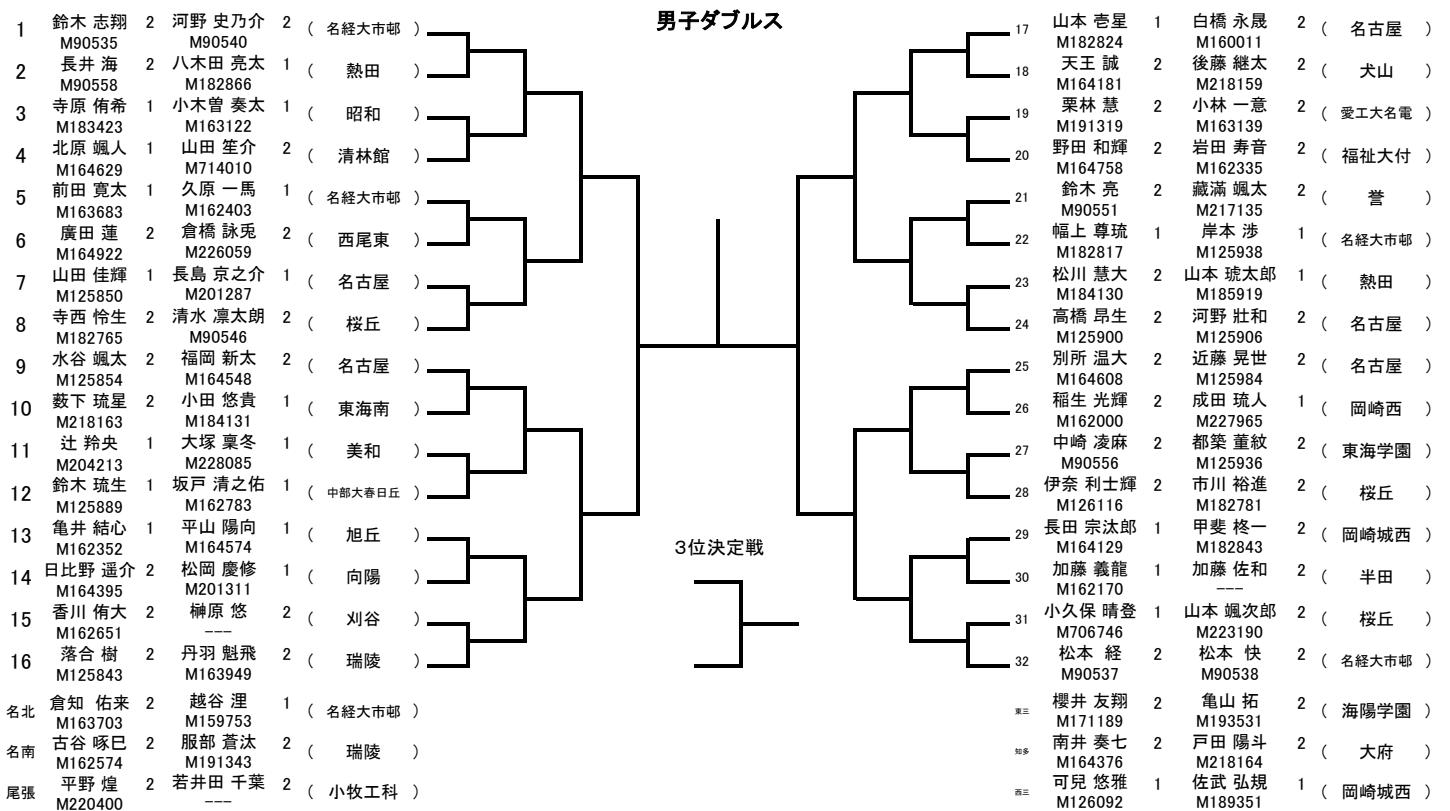 男子ダブルス
1 鈴木 志翔 2 河野 史乃介 2 ( 名経大市邨 )
M90535 M90540
2 長井 海 2 八木田 亮太 1 ( 熱田 )
M90558 M182866
3 寺原 侑希 1 小木曽 奏太 1 ( 昭和 )
M183423 M163122
4 北原 颯人 1 山田 笙介 2 ( 清林館 )
M164629 M714010
5 前田 寛太 1 久原 一馬 1 ( 名経大市邨 )
M163683 M162403
6 廣田 蓮 2 倉橋 詠兎 2 ( 西尾東 )
M164922 M226059
7 山田 佳輝 1 長島 京之介 1 ( 名古屋 )
M125850 M201287
8 寺西 怜生 2 清水 凛太朗 2 ( 桜丘 )
M182765 M90546
9 水谷 颯太 2 福岡 新太 2 ( 名古屋 )
M125854 M164548
10 薮下 琉星 2 小田 悠貴 1 ( 東海南 )
M218163 M184131
11 辻 羚央 1 大塚 稟冬 1 ( 美和 )
M204213 M228085
12 鈴木 琉生 1 坂戸 清之佑 1 ( 中部大春日丘 )
M125889 M162783
13 亀井 結心 1 平山 陽向 1 ( 旭丘 )
M162352 M164574
14 日比野 遥介 2 松岡 慶修 1 ( 向陽 )
M164395 M201311
15 香川 侑大 2 榊原 悠 2 ( 刈谷 )
M162651 ---
16 落合 樹 2 丹羽 魁飛 2 ( 瑞陵 )
M125843 M163949
名北 倉知 佑来 2 越谷 浬 1 ( 名経大市邨 )
M163703 M159753
名南 古谷 啄巳 2 服部 蒼汰 2 ( 瑞陵 )
M162574 M191343
尾張 平野 煌 2 若井田 千葉 2 ( 小牧工科 )
M220400 ---
3位決定戦
17 山本 壱星 1 白橋 永晟 2 ( 名古屋 )
M182824 M160011
18 天王 誠 2 後藤 継太 2 ( 犬山 )
M164181 M218159
19 栗林 慧 2 小林 一意 2 ( 愛工大名電 )
M191319 M163139
20 野田 和輝 2 岩田 寿音 2 ( 福祉大付 )
M164758 M162335
21 鈴木 亮 2 藏滿 颯太 2 ( 誉 )
M90551 M217135
22 幅上 尊琉 1 岸本 渉 1 ( 名経大市邨 )
M182817 M125938
23 松川 慧大 2 山本 琥太郎 1 ( 熱田 )
M184130 M185919
24 高橋 昂生 2 河野 壯和 2 ( 名古屋 )
M125900 M125906
25 別所 温大 2 近藤 晃世 2 ( 名古屋 )
M164608 M125984
26 稲生 光輝 2 成田 琉人 1 ( 岡崎西 )
M162000 M227965
27 中崎 凌麻 2 都築 菫紋 2 ( 東海学園 )
M90556 M125936
28 伊奈 利士輝 2 市川 裕進 2 ( 桜丘 )
M126116 M182781
29 長田 宗汰郎 1 甲斐 柊一 2 ( 岡崎城西 )
M164129 M182843
30 加藤 義龍 1 加藤 佐和 2 ( 半田 )
M162170 ---
31 小久保 晴登 1 山本 颯次郎 2 ( 桜丘 )
M706746 M223190
32 松本 経 2 松本 快 2 ( 名経大市邨 )
M90537 M90538
東三 櫻井 友翔 2 亀山 拓 2 ( 海陽学園 )
M171189 M193531
知多 南井 奏七 2 戸田 陽斗 2 ( 大府 )
M164376 M218164
西三 可兒 悠雅 1 佐武 弘規 1 ( 岡崎城西 )
M126092 M189351